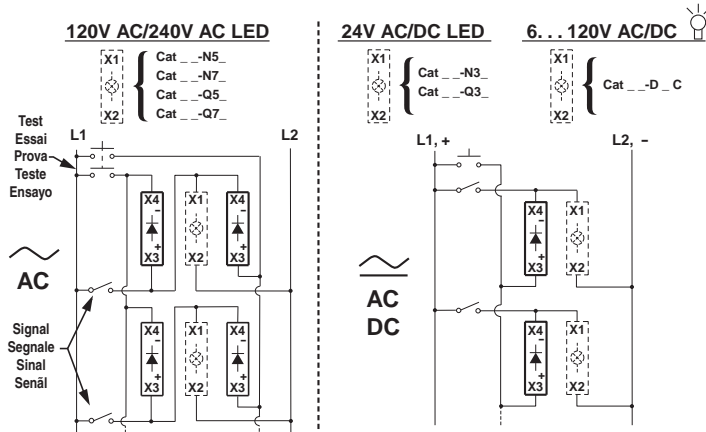 120V AC/240V AC LED
X1
X2
Cat _ _-N5_
Cat _ _-N7_
Cat _ _-Q5_
Cat _ _-Q7_
Test
Essai
Prova
Teste
Ensayo
L1
L2
X4
–
+
X3
X1
X2
X4
–
+
X3
AC
Signal
Segnale
Sinal
Senãl
X4
–
+
X3
X1
X2
X4
–
+
X3
24V AC/DC LED
X1
X2
Cat _ _-N3_
Cat _ _-Q3_
6. . . 120V AC/DC
X1
X2
Cat _ _-D _ C
L1, +
L2, –
X4
–
+
X3
X1
X2
AC
DC
X4
–
+
X3
X1
X2